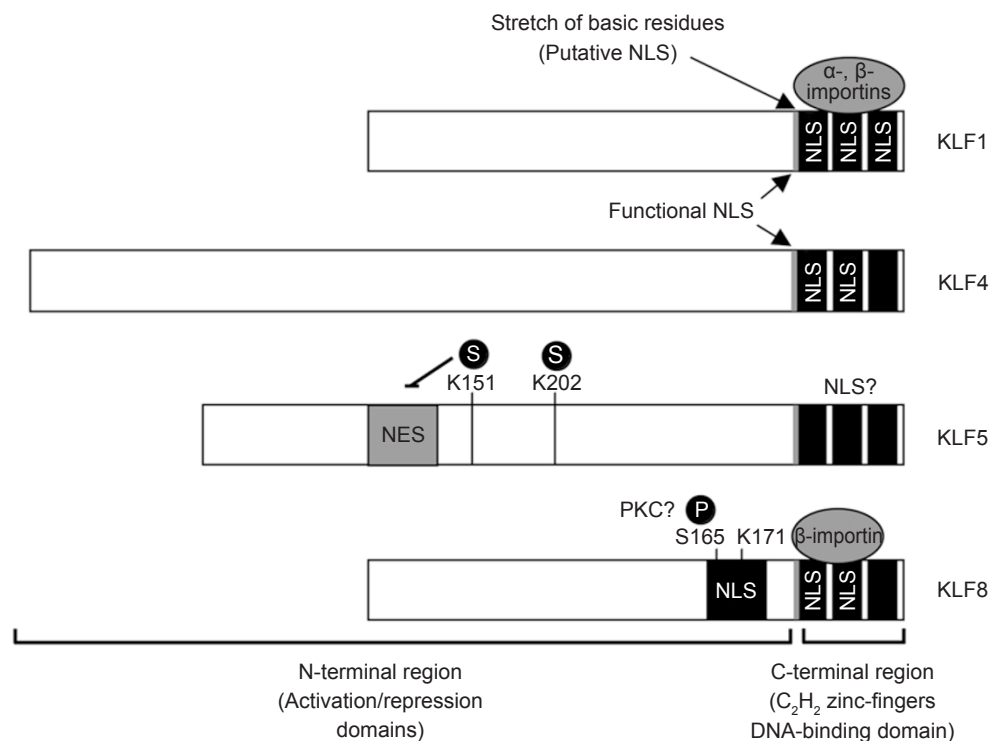 Stretch of basic residues
(Putative NLS)
α-, β-
importins
NLS
NLS
NLS
KLF1
Functional NLS
NLS
NLS
KLF4
S
S
K151
K202
NLS?
NES
KLF5
PKC?
P
S165
K171
β-importin
NLS
NLS
NLS
KLF8
N-terminal region
(Activation/repression
domains)
C-terminal region
(C₂H₂ zinc-fingers
DNA-binding domain)